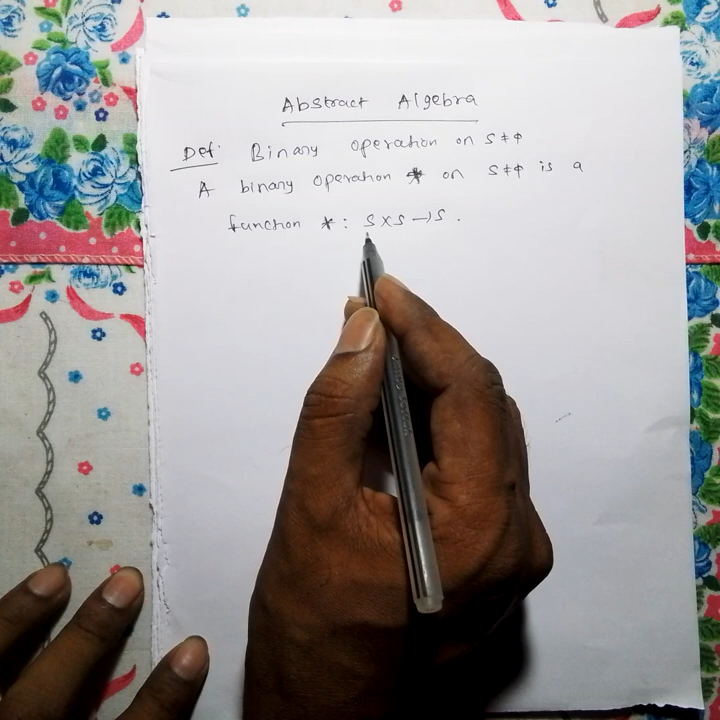 Abstract Algebra
Def: Binary operation on S≠φ
A binary operation * on S≠φ is a
function *: S×S→S.